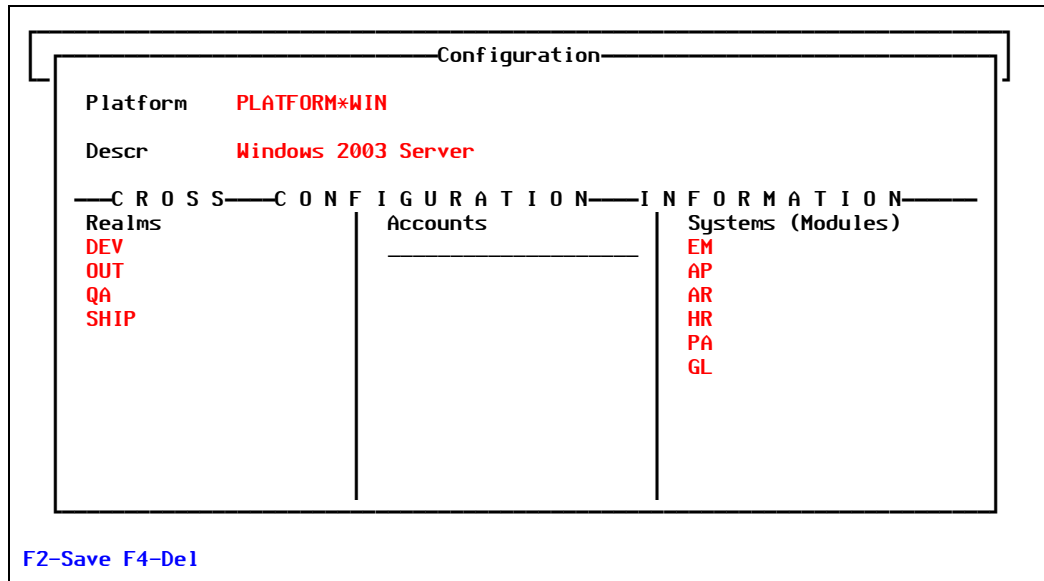 Configuration
Platform PLATFORM*WIN
Descr Windows 2003 Server
C R O S S C O N F I G U R A T I O N I N F O R M A T I O N
Realms Accounts Systems (Modules)
DEV ____________________ EM
OUT AP
QA AR
SHIP HR
PA
GL
F2-Save F4-Del